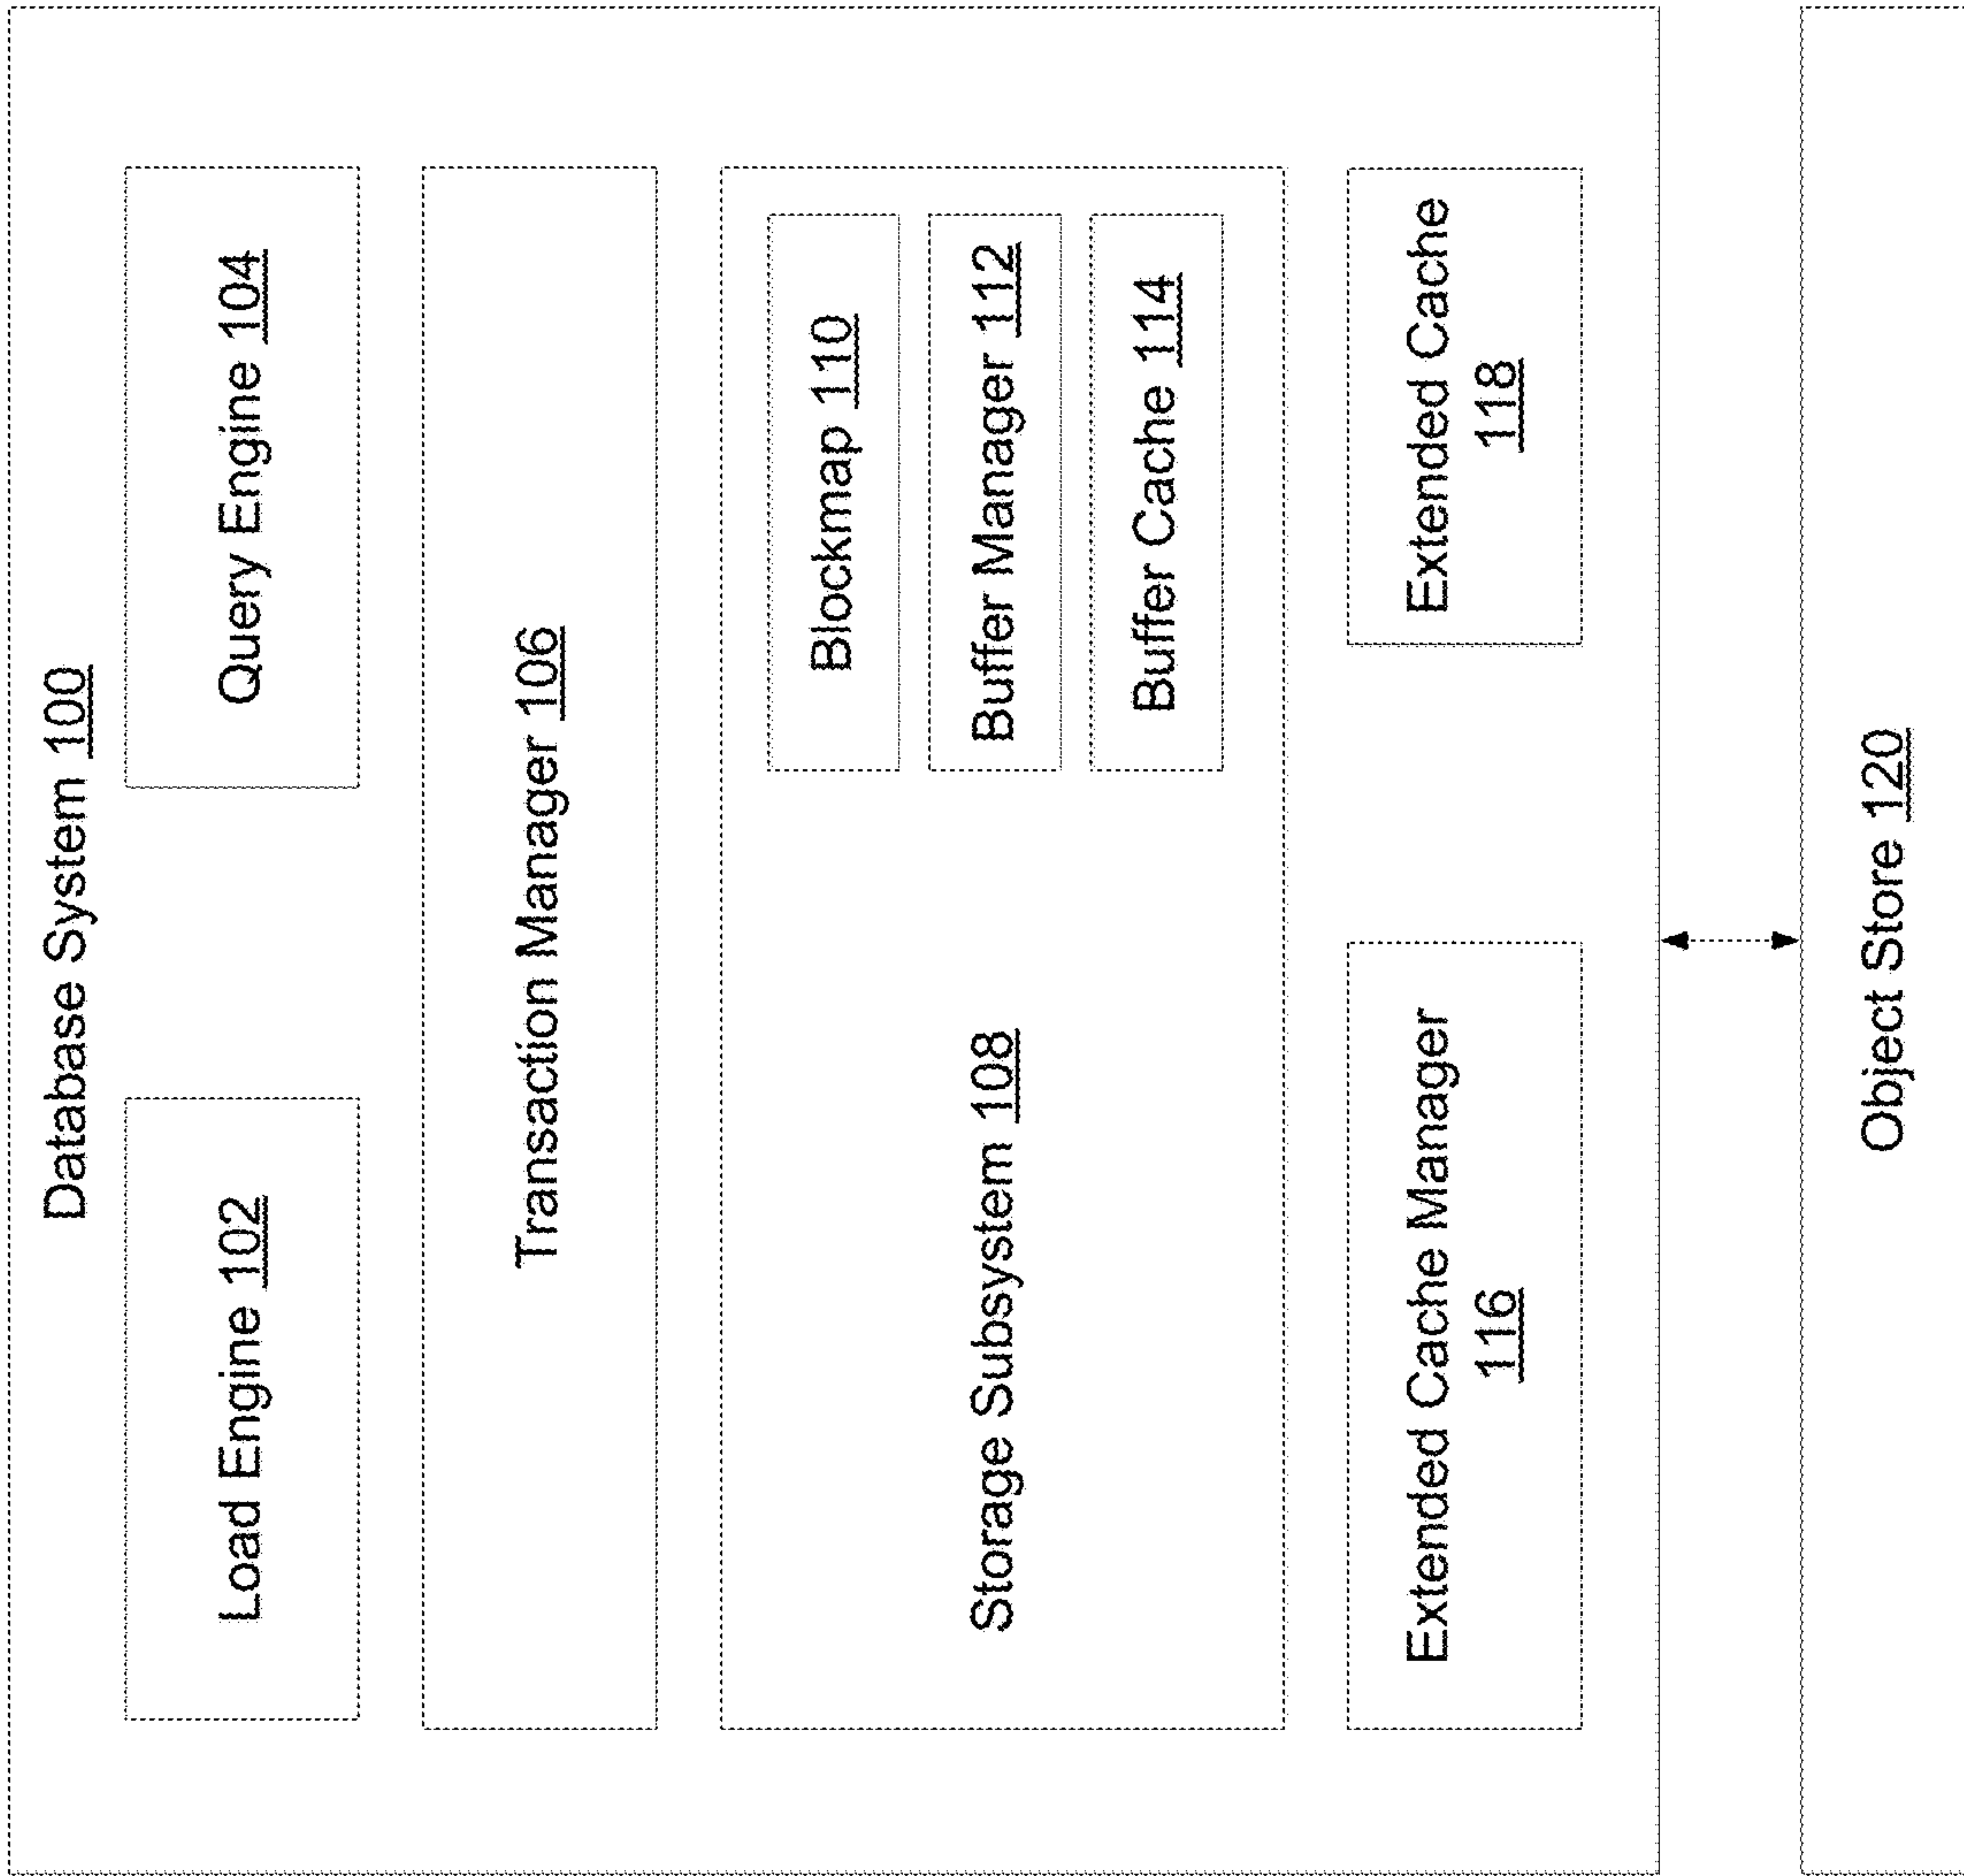 Database System 100
Load Engine 102
Query Engine 104
Transaction Manager 106
Storage Subsystem 108
Blockmap 110
Buffer Manager 112
Buffer Cache 114
Extended Cache Manager
116
Extended Cache
118
Object Store 120